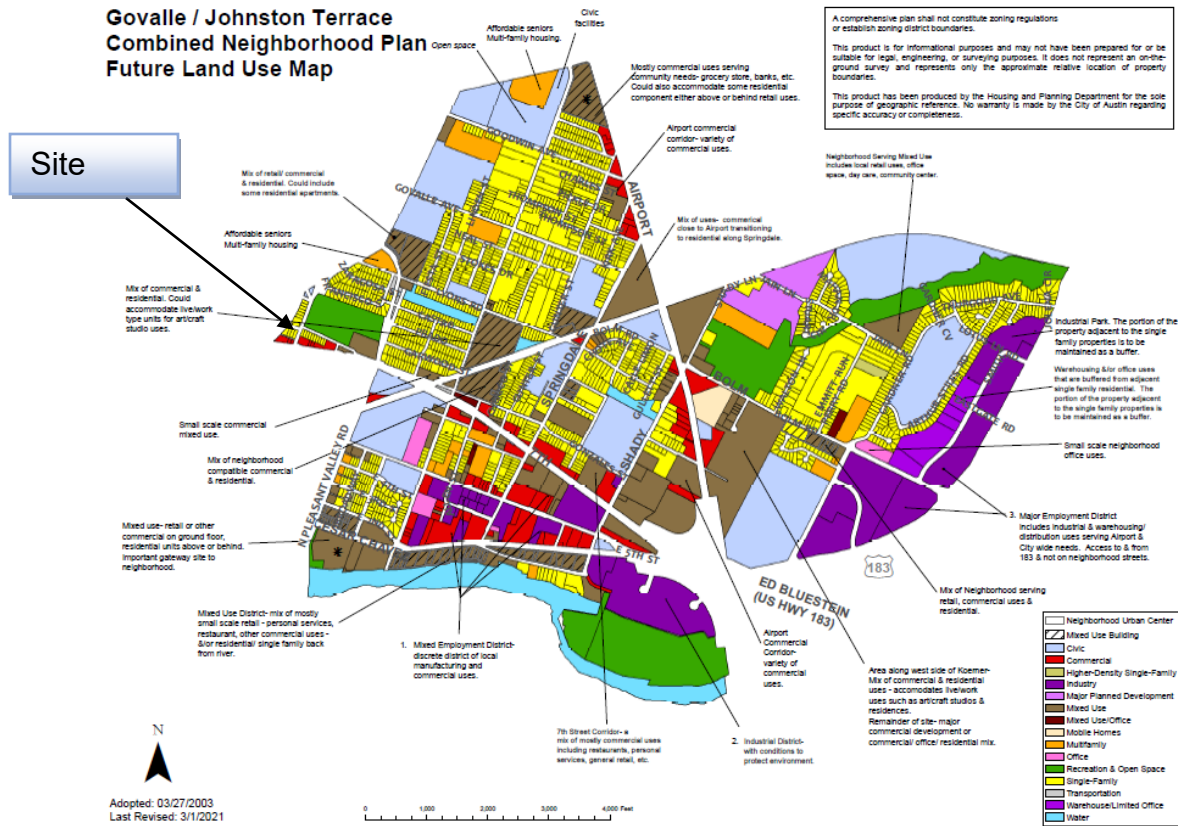 Govalle / Johnston Terrace
Combined Neighborhood Plan
Future Land Use Map
Site
Open space
Affordable seniors
Multi-family housing.
Civic
facilities
Mostly commercial uses serving
community needs- grocery store, banks, etc.
Could also accommodate some residential
component either above or behind retail uses.
A comprehensive plan shall not constitute zoning regulations
or establish zoning district boundaries.
This product is for informational purposes and may not have been prepared for or be
suitable for legal, engineering, or surveying purposes. It does not represent an on-the-
ground survey and represents only the approximate relative location of property
boundaries.
This product has been produced by the Housing and Planning Department for the sole
purpose of geographic reference. No warranty is made by the City of Austin regarding
specific accuracy or completeness.
Airport commercial
corridor- variety of
commercial uses.
Neighborhood Serving Mixed Use
includes local retail uses, office
space, day care, community center.
Mix of retail/ commercial
& residential. Could include
some residential apartments.
Mix of uses- commerical
close to Airport transitioning
to residential along Springdale.
Affordable seniors
Multi-family housing
Mix of commercial &
residential. Could
accommodate live/work
type units for art/craft
studio uses.
Industrial Park. The portion of the
property adjacent to the single
family properties is to be
maintained as a buffer.
Warehousing &/or office uses
that are buffered from adjacent
single family residential. The
portion of the property adjacent
to the single family properties is
to be maintained as a buffer.
Small scale commercial
mixed use.
Small scale neighborhood
office uses.
Mix of neighborhood
compatible commercial
& residential.
3. Major Employment District
includes industrial & warehousing/
distribution uses serving Airport &
City wide needs. Access to & from
183 & not on neighborhood streets.
Mixed use- retail or other
commercial on ground floor,
residential units above or behind.
Important gateway site to
neighborhood.
Mix of Neighborhood serving
retail, commercial uses &
residential.
Mixed Use District- mix of mostly
small scale retail - personal services,
restaurant, other commercial uses -
&/or residential/ single family back
from river.
1. Mixed Employment District-
discrete district of local
manufacturing and
commercial uses.
Airport
Commercial
Corridor-
variety of
commercial
uses.
Area along west side of Koerner-
Mix of commercial & residential
uses - accomodates live/work
uses such as art/craft studios &
residences.
Remainder of site- major
commercial development or
commercial/ office/ residential mix.
7th Street Corridor- a
mix of mostly commercial uses
including restaurants, personal
services, general retail, etc.
2. Industrial District-
with conditions to
protect environment.
GOODWIN AVE
GOVALLE AVE
THOMPSON ST
AIRPORT
SPRINGDALE
BOLM
SHADY
N PLEASANT VALLEY RD
E 5TH ST
183
ED BLUESTEIN
(US HWY 183)
Neighborhood Urban Center
Mixed Use Building
Civic
Commercial
Higher-Density Single-Family
Industry
Major Planned Development
Mixed Use
Mixed Use/Office
Mobile Homes
Multifamily
Office
Recreation & Open Space
Single-Family
Transportation
Warehouse/Limited Office
Water
N
Adopted: 03/27/2003
Last Revised: 3/1/2021
0 500 1,000 2,000 3,000 4,000 Feet